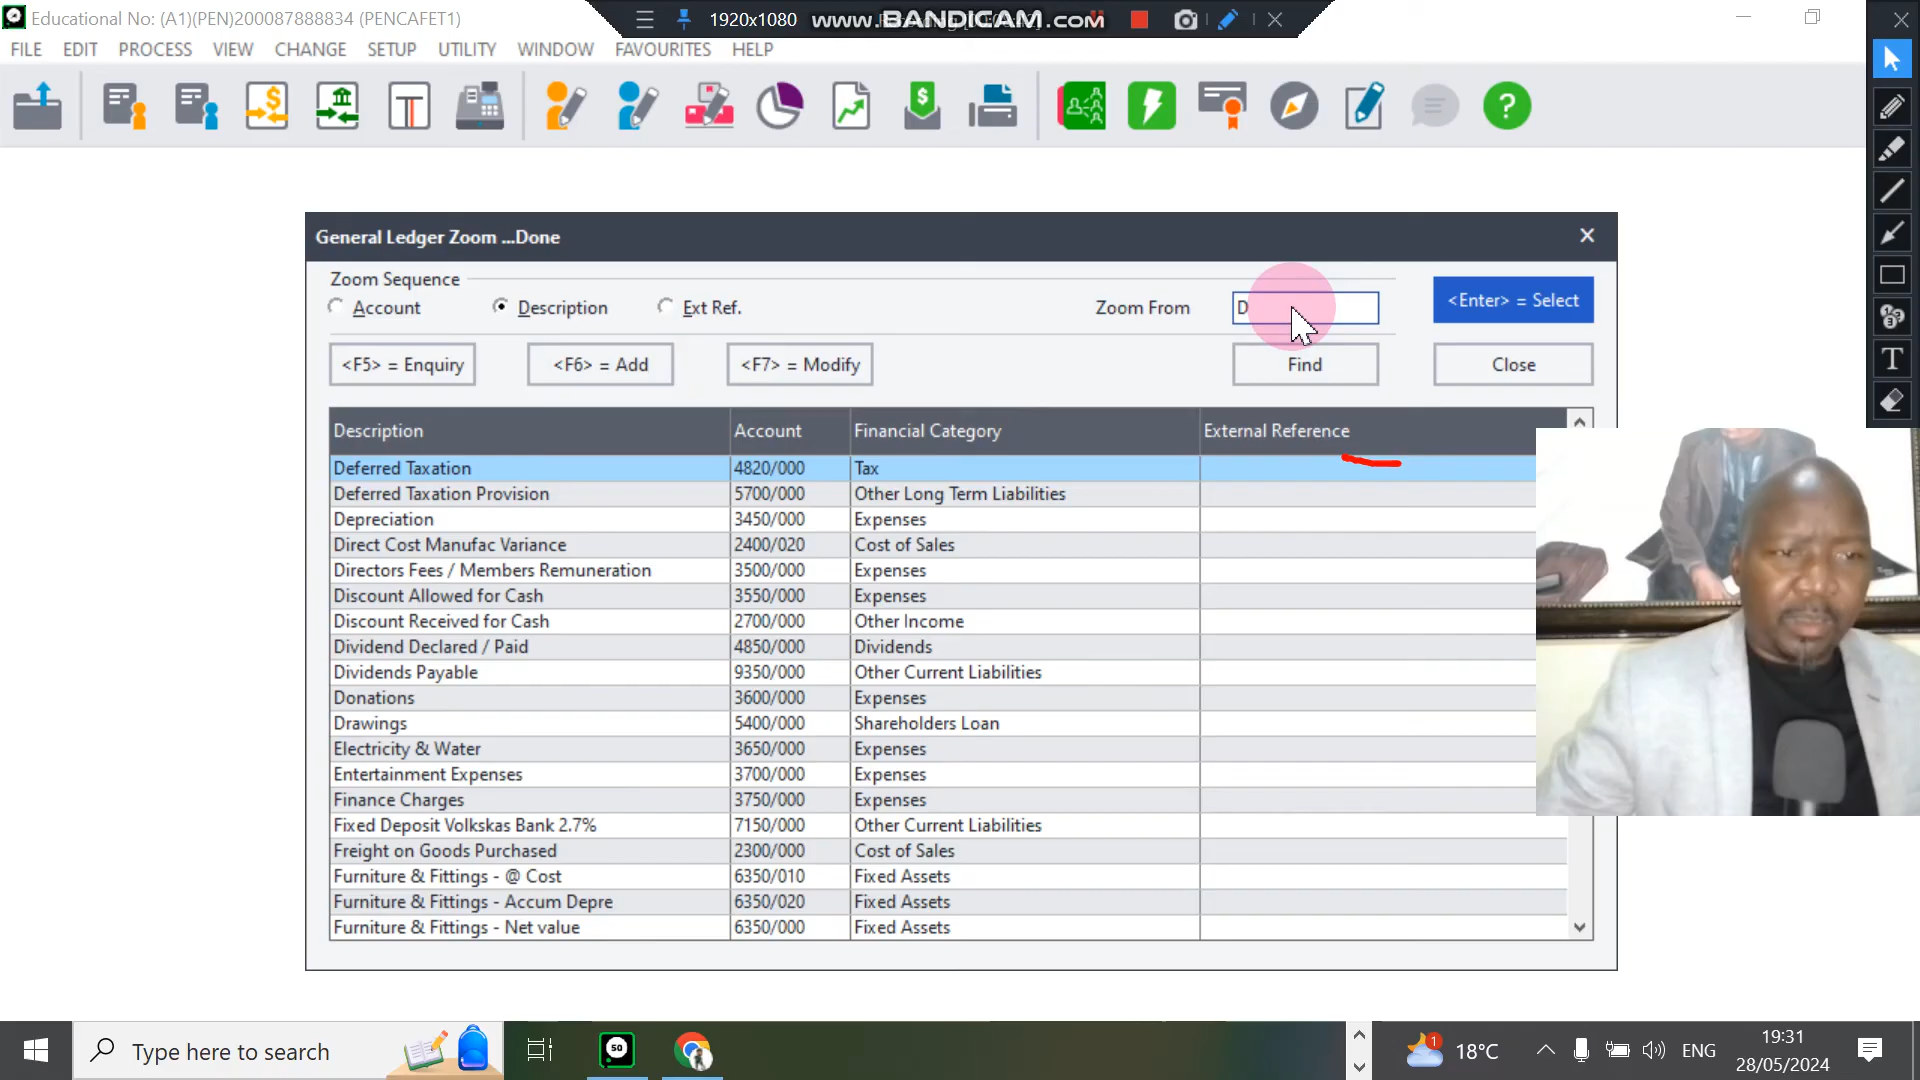 Educational No: (A1)(PEN)200087888834 (PENCAFET1)
1920x1080
www.BANDICAM.com
FILE EDIT PROCESS VIEW CHANGE SETUP UTILITY WINDOW FAVOURITES HELP
General Ledger Zoom ...Done
Zoom Sequence
Account Description Ext Ref. Zoom From D <Enter> = Select
<F5> = Enquiry <F6> = Add <F7> = Modify Find Close
Description Account Financial Category External Reference
Deferred Taxation 4820/000 Tax
Deferred Taxation Provision 5700/000 Other Long Term Liabilities
Depreciation 3450/000 Expenses
Direct Cost Manufac Variance 2400/020 Cost of Sales
Directors Fees / Members Remuneration 3500/000 Expenses
Discount Allowed for Cash 3550/000 Expenses
Discount Received for Cash 2700/000 Other Income
Dividend Declared / Paid 4850/000 Dividends
Dividends Payable 9350/000 Other Current Liabilities
Donations 3600/000 Expenses
Drawings 5400/000 Shareholders Loan
Electricity & Water 3650/000 Expenses
Entertainment Expenses 3700/000 Expenses
Finance Charges 3750/000 Expenses
Fixed Deposit Volkskas Bank 2.7% 7150/000 Other Current Liabilities
Freight on Goods Purchased 2300/000 Cost of Sales
Furniture & Fittings - @ Cost 6350/010 Fixed Assets
Furniture & Fittings - Accum Depre 6350/020 Fixed Assets
Furniture & Fittings - Net value 6350/000 Fixed Assets
Type here to search
50
1
18°C
ENG
19:31
28/05/2024